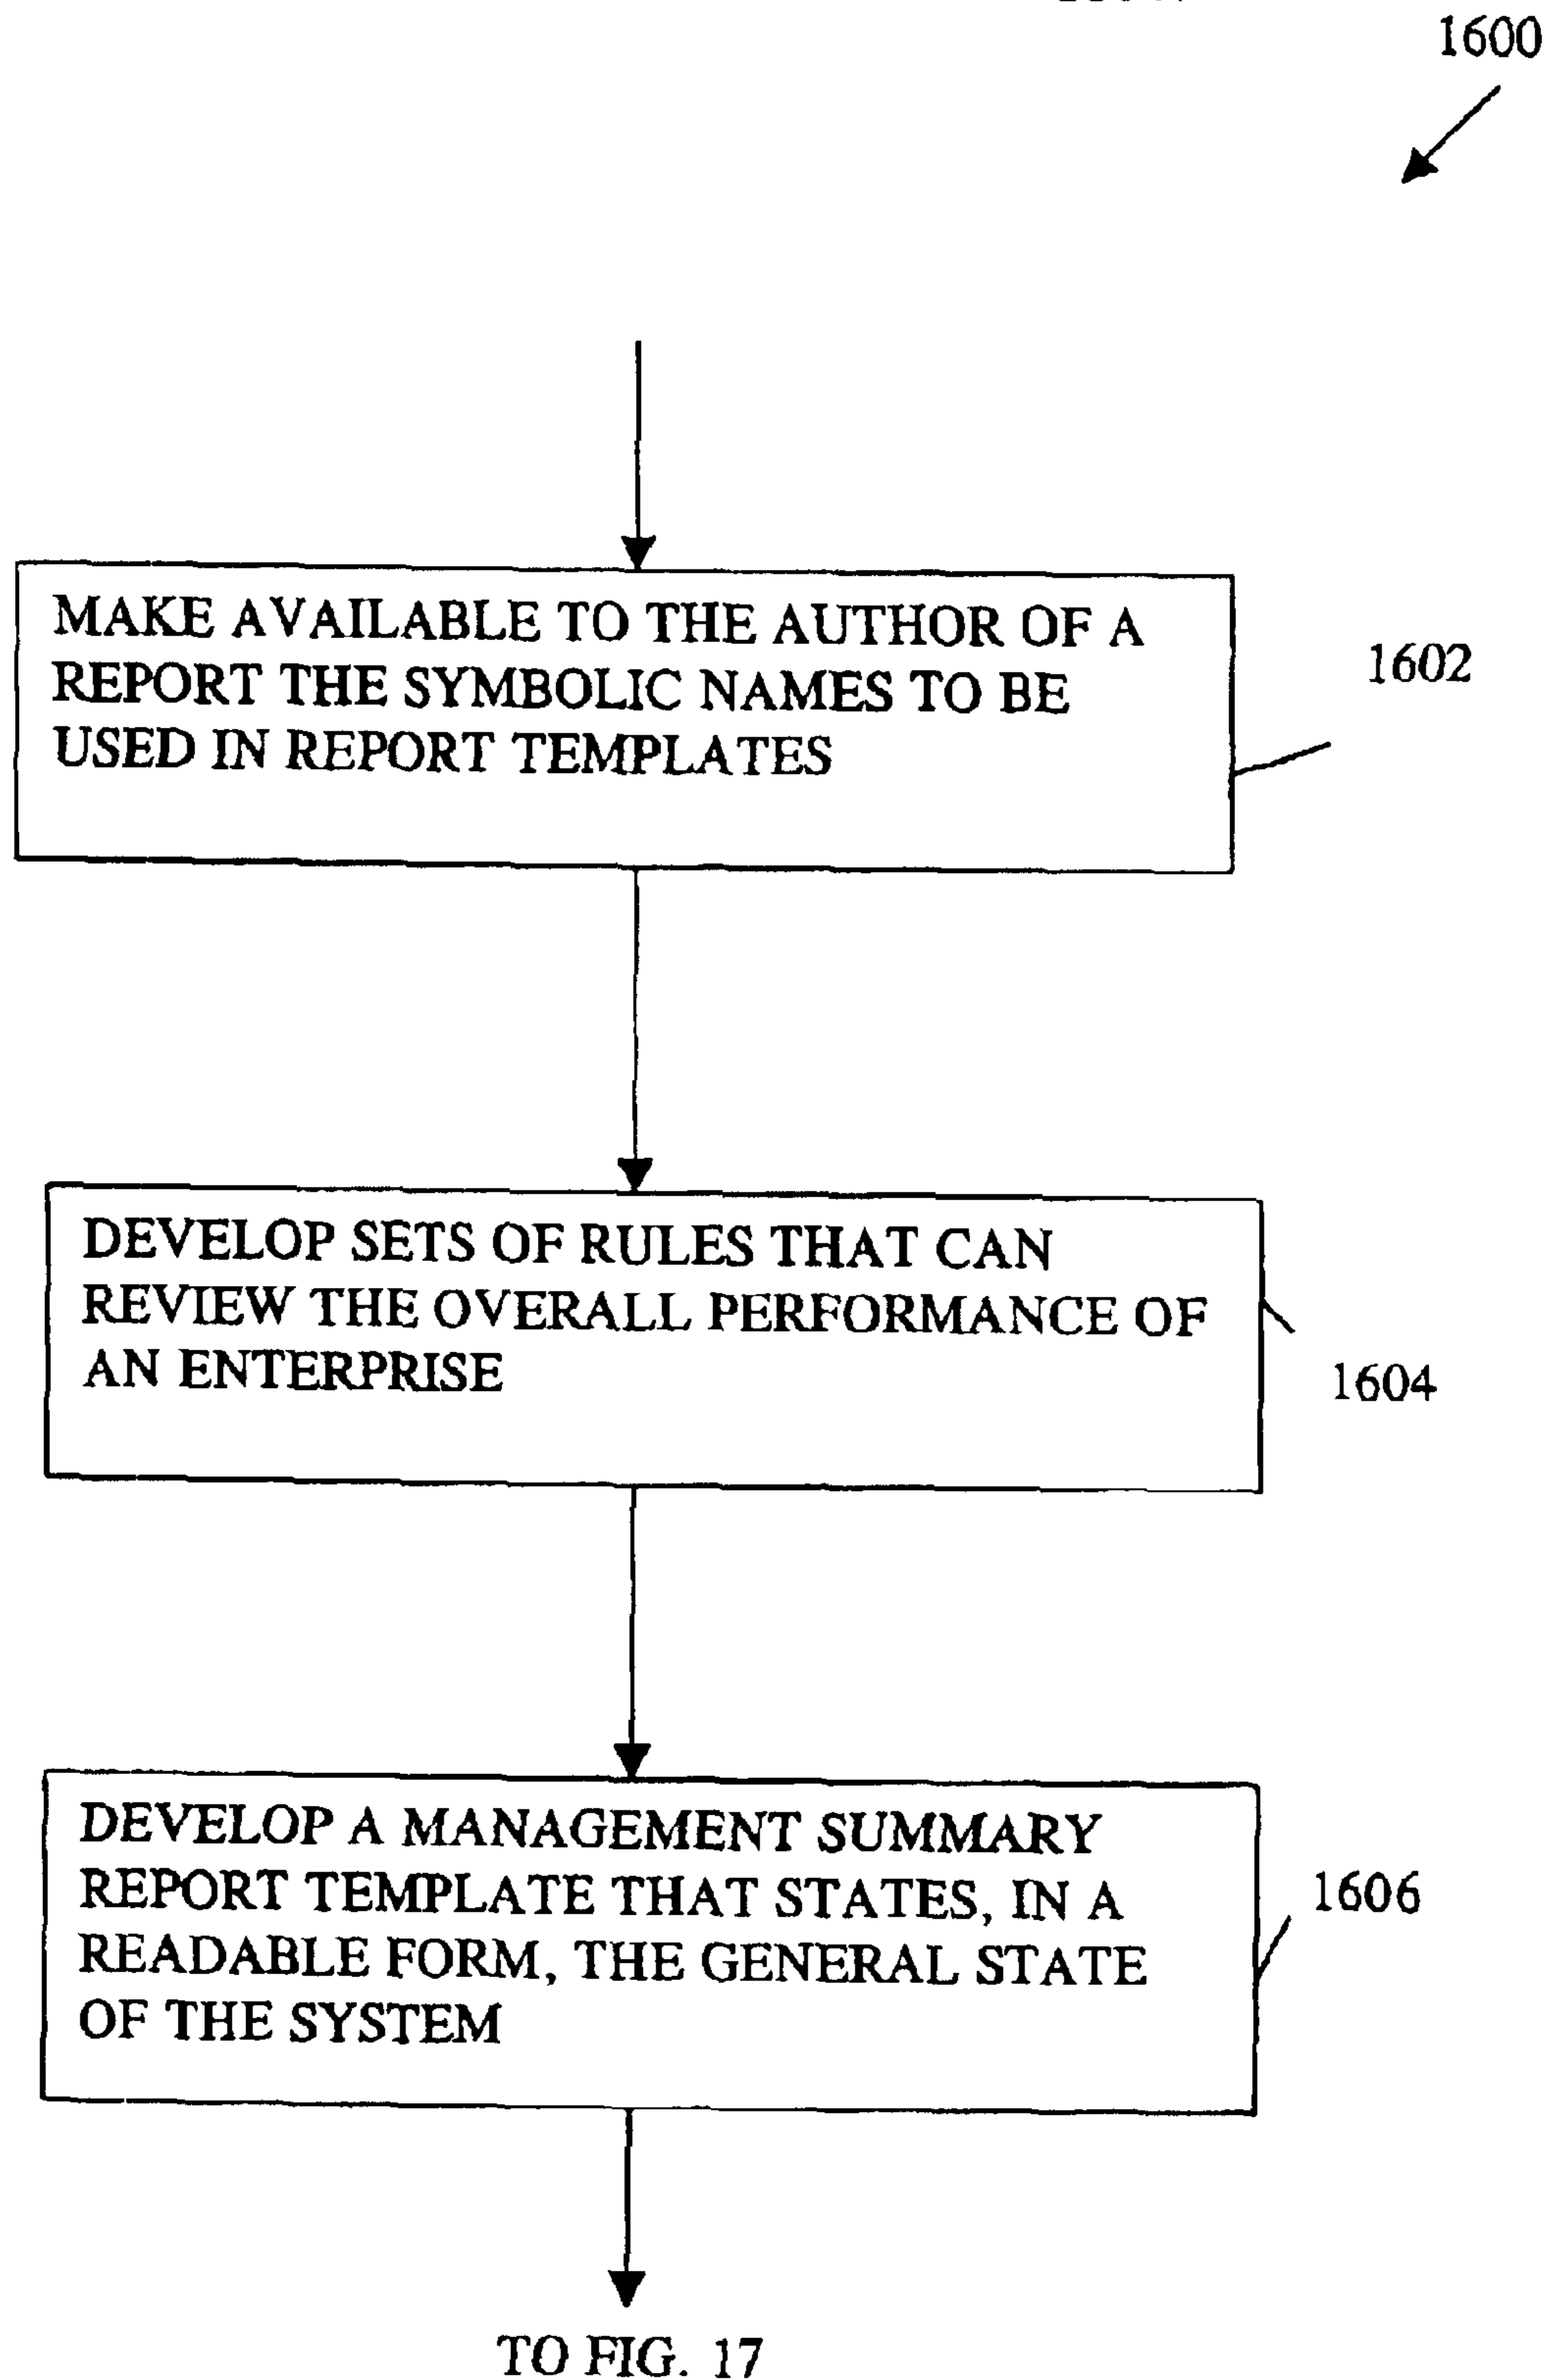 1600
MAKE AVAILABLE TO THE AUTHOR OF A
REPORT THE SYMBOLIC NAMES TO BE
USED IN REPORT TEMPLATES
1602
DEVELOP SETS OF RULES THAT CAN
REVIEW THE OVERALL PERFORMANCE OF
AN ENTERPRISE
1604
DEVELOP A MANAGEMENT SUMMARY
REPORT TEMPLATE THAT STATES, IN A
READABLE FORM, THE GENERAL STATE
OF THE SYSTEM
1606
TO FIG. 17